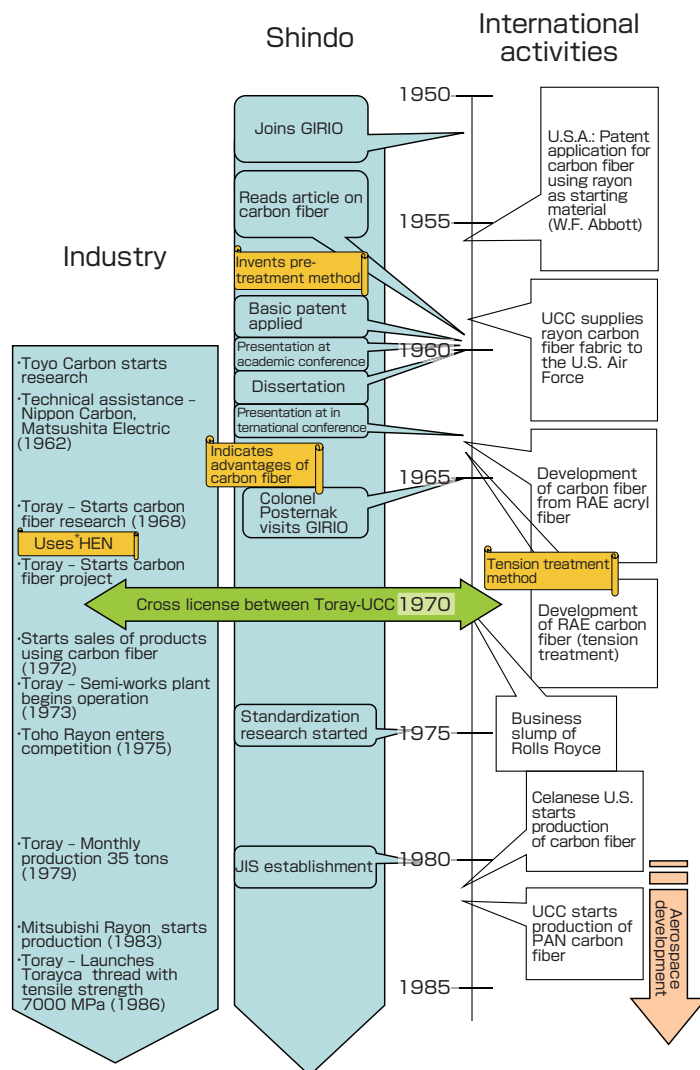 Industry
Shindo
International
activities
·Toyo Carbon starts
research
·Technical assistance –
Nippon Carbon,
Matsushita Electric
(1962)
·Toray – Starts carbon
fiber research (1968)
Uses*HEN
·Toray – Starts carbon
fiber project
·Starts sales of products
using carbon fiber
(1972)
·Toray – Semi-works plant
begins operation
(1973)
·Toho Rayon enters
competition (1975)
·Toray – Monthly
production 35 tons
(1979)
·Mitsubishi Rayon starts
production (1983)
·Toray – Launches
Torayca thread with
tensile strength
7000 MPa (1986)
Joins GIRIO
Reads article on
carbon fiber
Invents pre-
treatment method
Basic patent
applied
Presentation at
academic conference
Dissertation
Presentation at in
ternational conference
Indicates
advantages of
carbon fiber
Colonel
Posternak
visits GIRIO
Cross license between Toray-UCC 1970
Standardization
research started
JIS establishment
1950
1955
1960
1965
1975
1980
1985
U.S.A.: Patent
application for
carbon fiber
using rayon
as starting
material
(W.F. Abbott)
UCC supplies
rayon carbon
fiber fabric to
the U.S. Air
Force
Development
of carbon fiber
from RAE acryl
fiber
Tension treatment
method
Development
of RAE carbon
fiber (tension
treatment)
Business
slump of
Rolls Royce
Celanese U.S.
starts
production
of carbon fiber
UCC starts
production of
PAN carbon
fiber
Aerospace
development